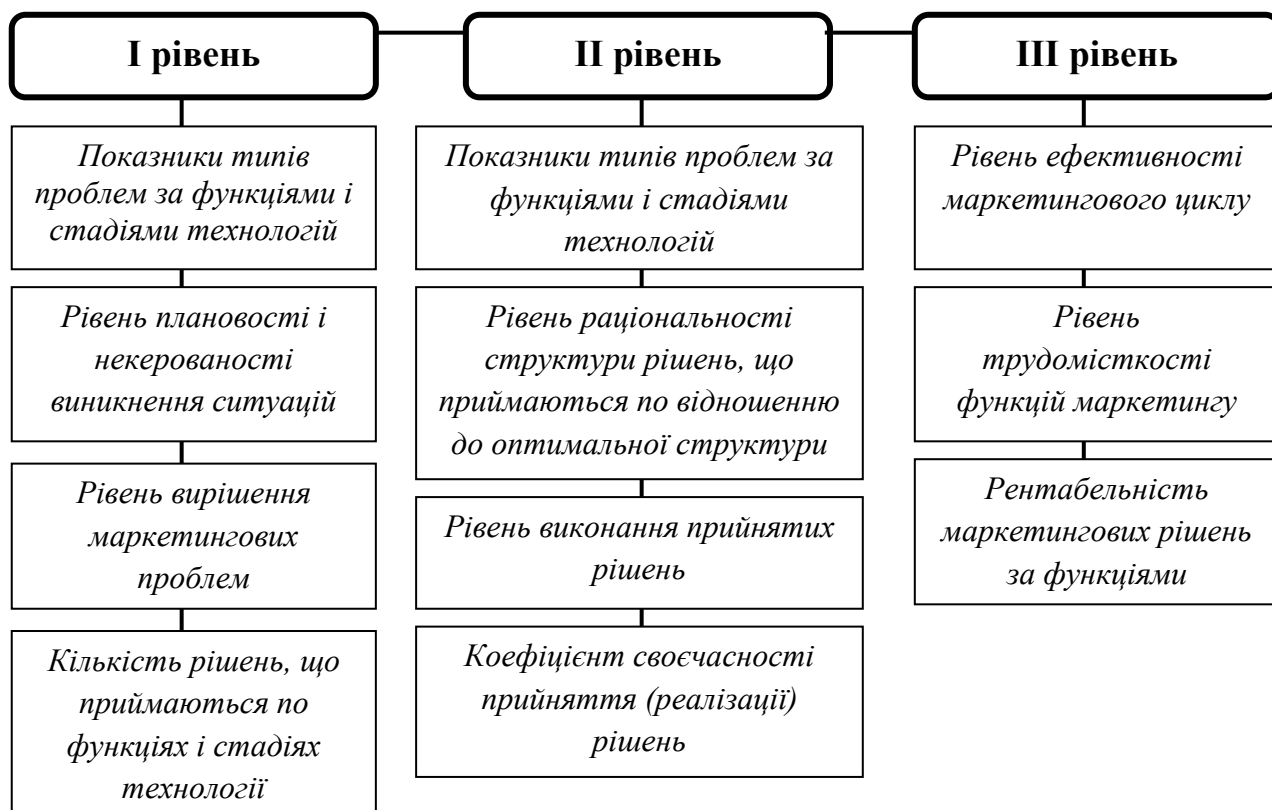 I рівень
II рівень
III рівень
Показники типів
проблем за функціями і
стадіями технологій
Рівень плановості і
некерованості
виникнення ситуацій
Рівень вирішення
маркетингових
проблем
Кількість рішень, що
приймаються по
функціях і стадіях
технології
Показники типів проблем за
функціями і стадіями
технологій
Рівень раціональності
структури рішень, що
приймаються по відношенню
до оптимальної структури
Рівень виконання прийнятих
рішень
Коефіцієнт своєчасності
прийняття (реалізації)
рішень
Рівень ефективності
маркетингового циклу
Рівень
трудомісткості
функцій маркетингу
Рентабельність
маркетингових рішень
за функціями